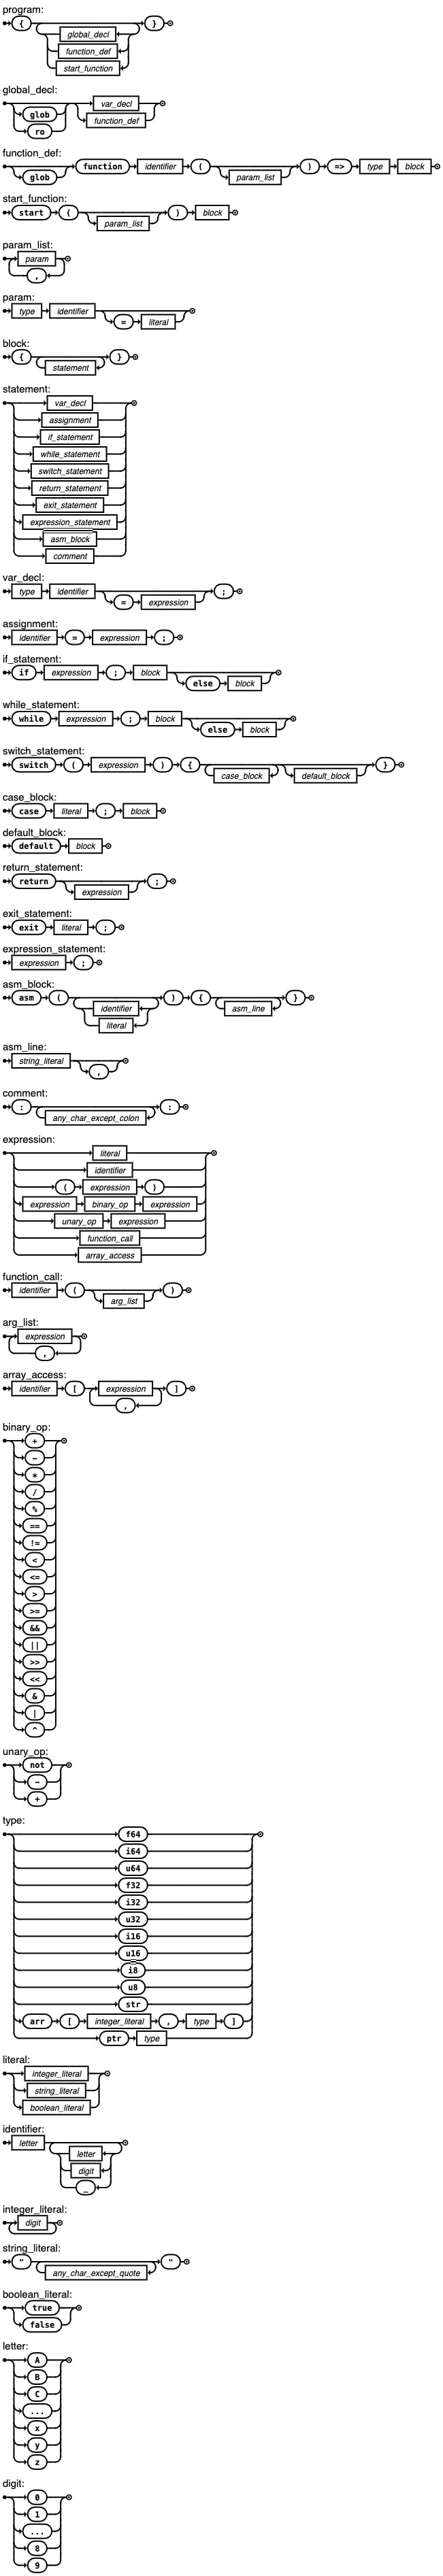 program:
{ }
global_decl
function_def
start_function
global_decl:
var_decl
glob function_def
ro
function_def:
function identifier ( ) => type block
glob param_list
start_function:
start ( ) block
param_list
param_list:
param
,
param:
type identifier
= literal
block:
{ }
statement
statement:
var_decl
assignment
if_statement
while_statement
switch_statement
return_statement
exit_statement
expression_statement
asm_block
comment
var_decl:
type identifier ;
= expression
assignment:
identifier = expression ;
if_statement:
if expression ; block
else block
while_statement:
while expression ; block
else block
switch_statement:
switch ( expression ) { }
case_block default_block
case_block:
case literal ; block
default_block:
default block
return_statement:
return ;
expression
exit_statement:
exit literal ;
expression_statement:
expression ;
asm_block:
asm ( ) { }
identifier asm_line
literal
asm_line:
string_literal
,
comment:
: :
any_char_except_colon
expression:
literal
identifier
( expression )
expression binary_op expression
unary_op expression
function_call
array_access
function_call:
identifier ( )
arg_list
arg_list:
expression
,
array_access:
identifier [ expression ]
,
binary_op:
+
-
*
/
%
==
!=
<
<=
>
>=
&&
||
>>
<<
&
|
^
unary_op:
not
-
+
type:
f64
i64
u64
f32
i32
u32
i16
u16
i8
u8
str
arr [ integer_literal , type ]
ptr type
literal:
integer_literal
string_literal
boolean_literal
identifier:
letter
letter
digit
_
integer_literal:
digit
string_literal:
" "
any_char_except_quote
boolean_literal:
true
false
letter:
A
B
C
...
x
y
z
digit:
0
1
...
8
9